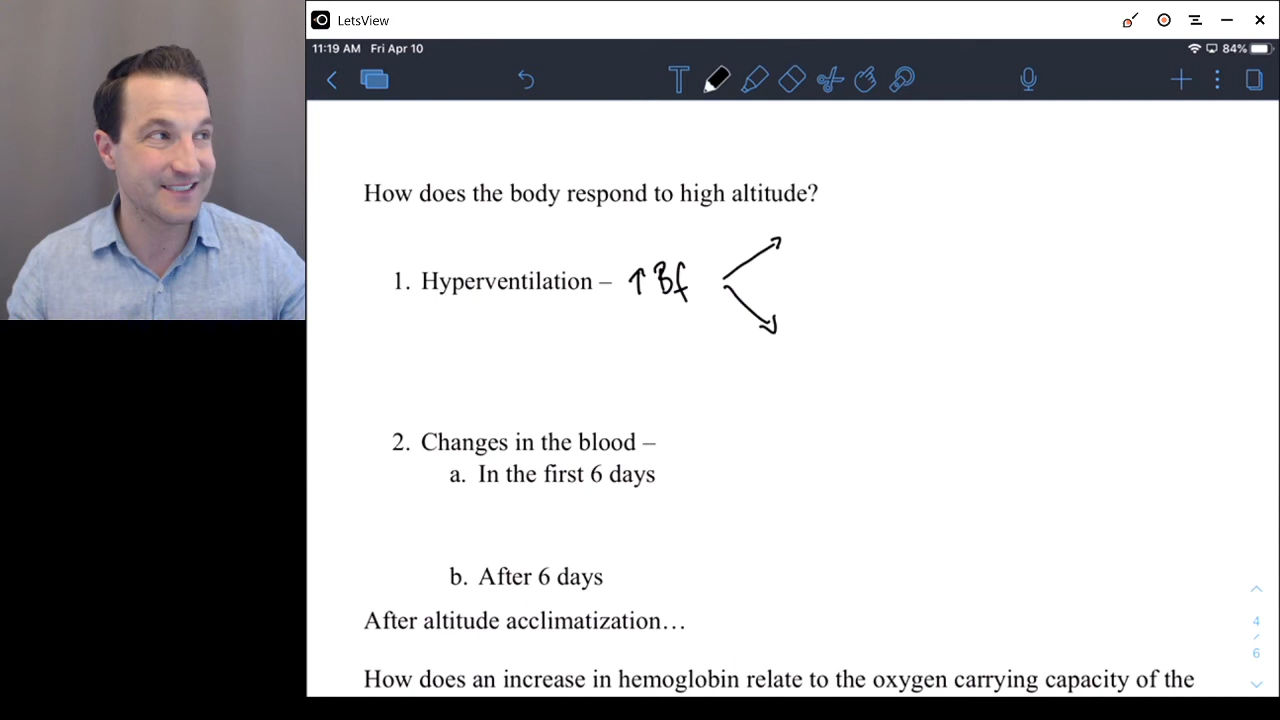 LetsView
11:19 AM Fri Apr 10 84%
How does the body respond to high altitude?
1. Hyperventilation – ↑ Bf
2. Changes in the blood –
a. In the first 6 days
b. After 6 days
After altitude acclimatization…
4
/
6
How does an increase in hemoglobin relate to the oxygen carrying capacity of the